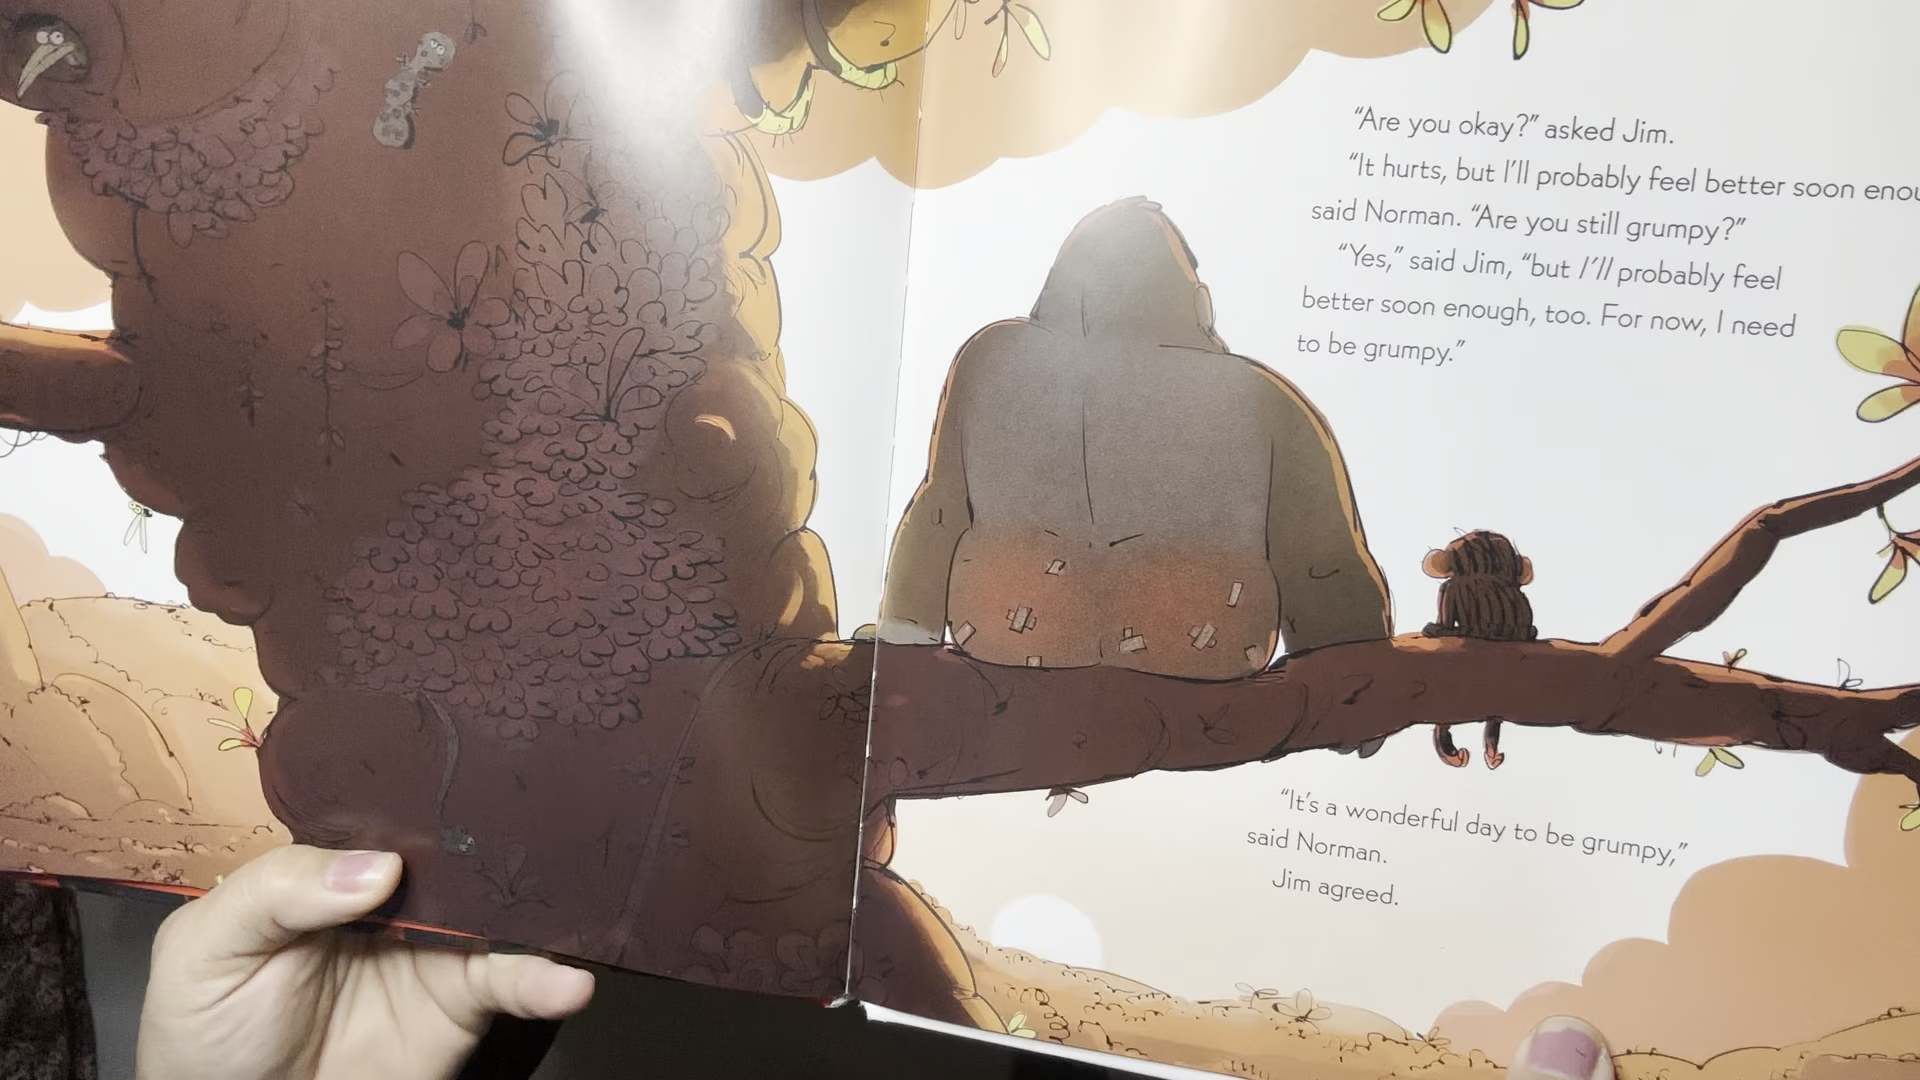 “Are you okay?” asked Jim.
“It hurts, but I’ll probably feel better soon
said Norman. “Are you still grumpy?”
“Yes,” said Jim, “but I’ll probably feel
better soon enough, too. For now, I need
to be grumpy.”
“It’s a wonderful day to be grumpy,”
said Norman.
Jim agreed.